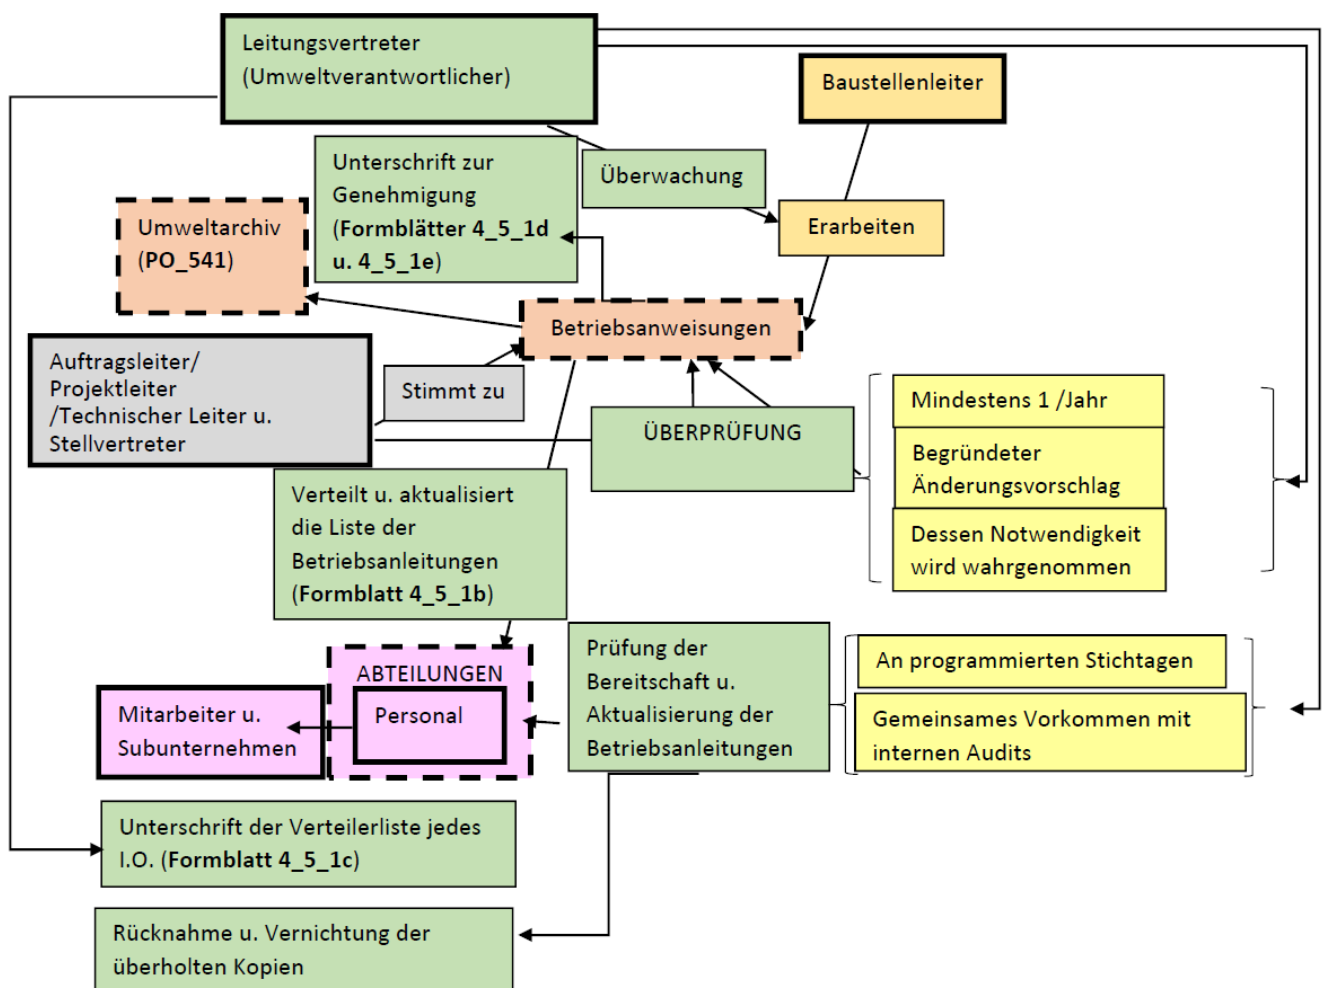 Leitungsvertreter
(Umweltverantwortlicher)
Baustellenleiter
Unterschrift zur
Genehmigung
(Formblätter 4_5_1d
u. 4_5_1e)
Überwachung
Umweltarchiv
(PO_541)
Erarbeiten
Betriebsanweisungen
Auftragsleiter/
Projektleiter
/Technischer Leiter u.
Stellvertreter
Stimmt zu
ÜBERPRÜFUNG
Mindestens 1 /Jahr
Begründeter
Änderungsvorschlag
Dessen Notwendigkeit
wird wahrgenommen
Verteilt u. aktualisiert
die Liste der
Betriebsanleitungen
(Formblatt 4_5_1b)
Prüfung der
Bereitschaft u.
Aktualisierung der
Betriebsanleitungen
An programmierten Stichtagen
Gemeinsames Vorkommen mit
internen Audits
ABTEILUNGEN
Personal
Mitarbeiter u.
Subunternehmen
Unterschrift der Verteilerliste jedes
I.O. (Formblatt 4_5_1c)
Rücknahme u. Vernichtung der
überholten Kopien